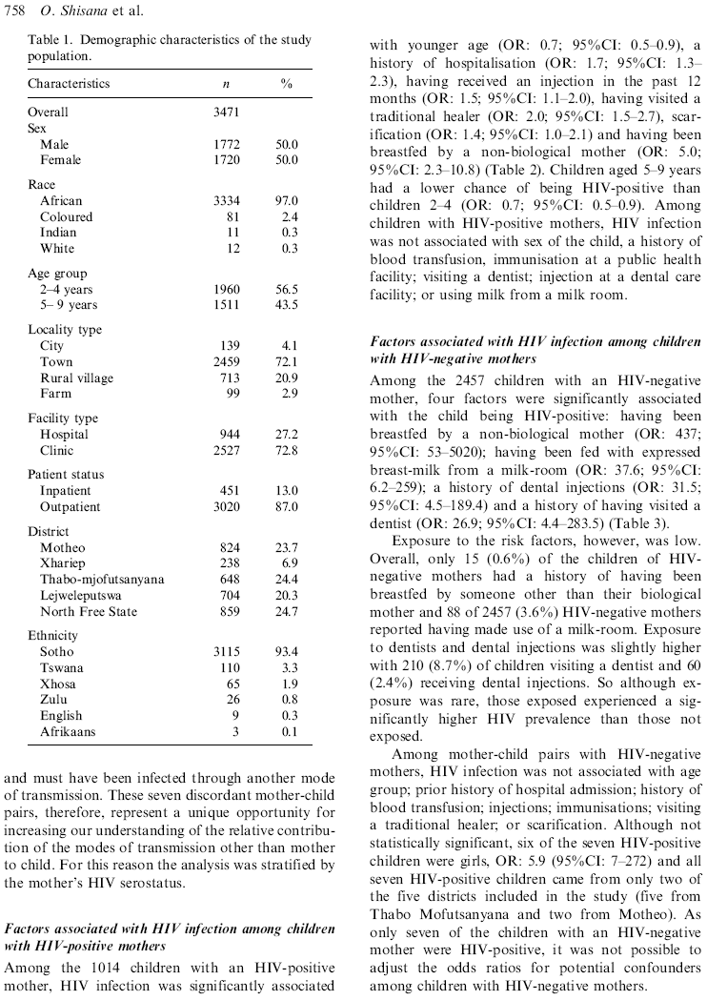 758 O. Shisana et al.
Table 1. Demographic characteristics of the study
population.
Characteristics n %
Overall 3471
Sex
Male 1772 50.0
Female 1720 50.0
Race
African 3334 97.0
Coloured 81 2.4
Indian 11 0.3
White 12 0.3
Age group
2–4 years 1960 56.5
5– 9 years 1511 43.5
Locality type
City 139 4.1
Town 2459 72.1
Rural village 713 20.9
Farm 99 2.9
Facility type
Hospital 944 27.2
Clinic 2527 72.8
Patient status
Inpatient 451 13.0
Outpatient 3020 87.0
District
Motheo 824 23.7
Xhariep 238 6.9
Thabo-mjofutsanyana 648 24.4
Lejweleputswa 704 20.3
North Free State 859 24.7
Ethnicity
Sotho 3115 93.4
Tswana 110 3.3
Xhosa 65 1.9
Zulu 26 0.8
English 9 0.3
Afrikaans 3 0.1
and must have been infected through another mode
of transmission. These seven discordant mother-child
pairs, therefore, represent a unique opportunity for
increasing our understanding of the relative contribu-
tion of the modes of transmission other than mother
to child. For this reason the analysis was stratified by
the mother's HIV serostatus.
Factors associated with HIV infection among children
with HIV-positive mothers
Among the 1014 children with an HIV-positive
mother, HIV infection was significantly associated
with younger age (OR: 0.7; 95%CI: 0.5–0.9), a
history of hospitalisation (OR: 1.7; 95%CI: 1.3–
2.3), having received an injection in the past 12
months (OR: 1.5; 95%CI: 1.1–2.0), having visited a
traditional healer (OR: 2.0; 95%CI: 1.5–2.7), scar-
ification (OR: 1.4; 95%CI: 1.0–2.1) and having been
breastfed by a non-biological mother (OR: 5.0;
95%CI: 2.3–10.8) (Table 2). Children aged 5–9 years
had a lower chance of being HIV-positive than
children 2–4 (OR: 0.7; 95%CI: 0.5–0.9). Among
children with HIV-positive mothers, HIV infection
was not associated with sex of the child, a history of
blood transfusion, immunisation at a public health
facility; visiting a dentist; injection at a dental care
facility; or using milk from a milk room.
Factors associated with HIV infection among children
with HIV-negative mothers
Among the 2457 children with an HIV-negative
mother, four factors were significantly associated
with the child being HIV-positive: having been
breastfed by a non-biological mother (OR: 437;
95%CI: 53–5020); having been fed with expressed
breast-milk from a milk-room (OR: 37.6; 95%CI:
6.2–259); a history of dental injections (OR: 31.5;
95%CI: 4.5–189.4) and a history of having visited a
dentist (OR: 26.9; 95%CI: 4.4–283.5) (Table 3).
Exposure to the risk factors, however, was low.
Overall, only 15 (0.6%) of the children of HIV-
negative mothers had a history of having been
breastfed by someone other than their biological
mother and 88 of 2457 (3.6%) HIV-negative mothers
reported having made use of a milk-room. Exposure
to dentists and dental injections was slightly higher
with 210 (8.7%) of children visiting a dentist and 60
(2.4%) receiving dental injections. So although ex-
posure was rare, those exposed experienced a sig-
nificantly higher HIV prevalence than those not
exposed.
Among mother-child pairs with HIV-negative
mothers, HIV infection was not associated with age
group; prior history of hospital admission; history of
blood transfusion; injections; immunisations; visiting
a traditional healer; or scarification. Although not
statistically significant, six of the seven HIV-positive
children were girls, OR: 5.9 (95%CI: 7–272) and all
seven HIV-positive children came from only two of
the five districts included in the study (five from
Thabo Mofutsanyana and two from Motheo). As
only seven of the children with an HIV-negative
mother were HIV-positive, it was not possible to
adjust the odds ratios for potential confounders
among children with HIV-negative mothers.